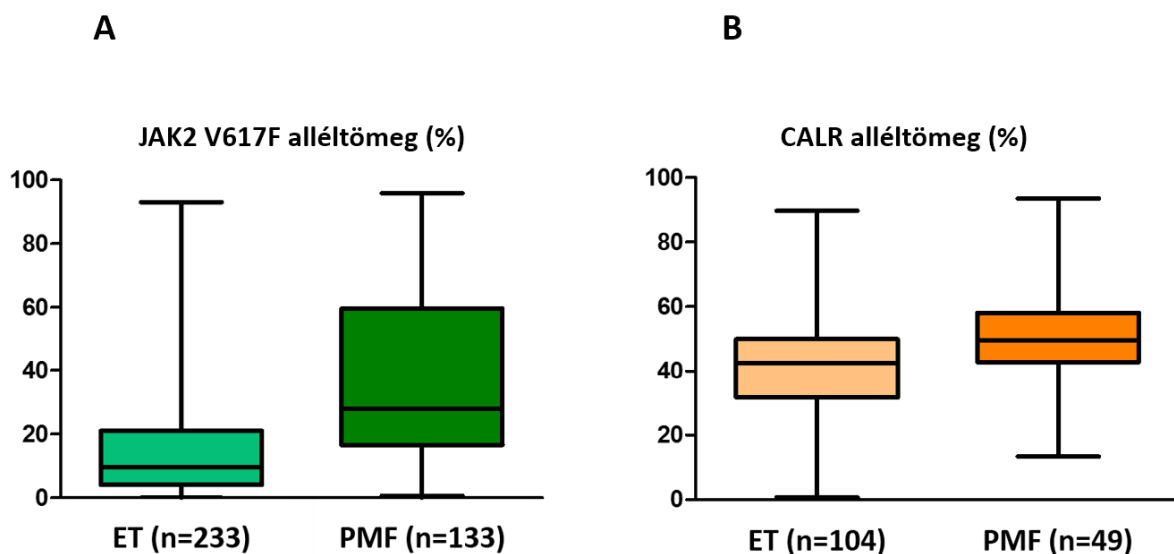 A
JAK2 V617F alléltömeg (%)
100
80
60
40
20
0
ET (n=233)
PMF (n=133)
B
CALR alléltömeg (%)
100
80
60
40
20
0
ET (n=104)
PMF (n=49)